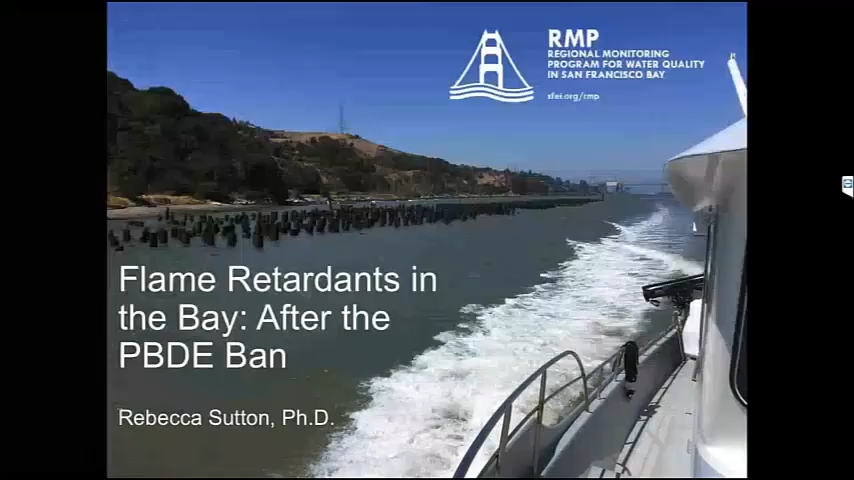 RMP
REGIONAL MONITORING
PROGRAM FOR WATER QUALITY
IN SAN FRANCISCO BAY
sfei.org/rmp
Flame Retardants in
the Bay: After the
PBDE Ban
Rebecca Sutton, Ph.D.